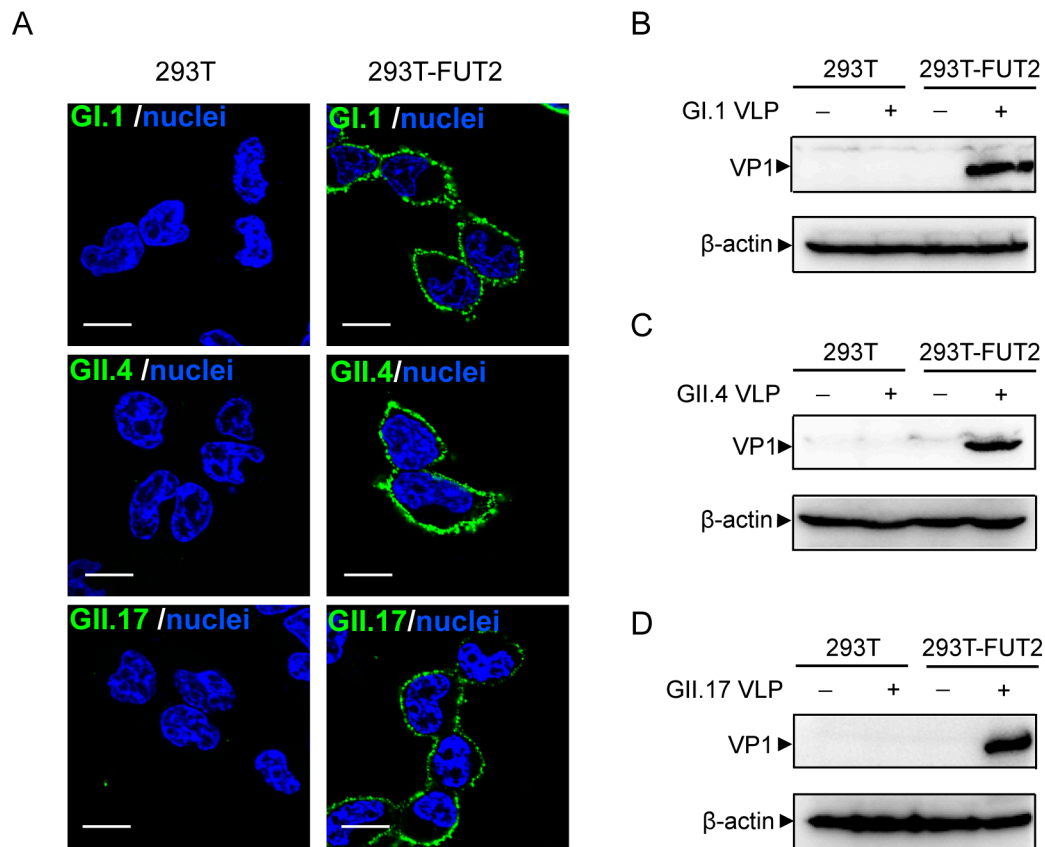 A
293T 293T-FUT2
GI.1 /nuclei GI.1 /nuclei
GII.4 /nuclei GII.4/nuclei
GII.17 /nuclei GII.17/nuclei
B
293T 293T-FUT2
GI.1 VLP – + – +
VP1
β-actin
C
293T 293T-FUT2
GII.4 VLP – + – +
VP1
β-actin
D
293T 293T-FUT2
GII.17 VLP – + – +
VP1
β-actin